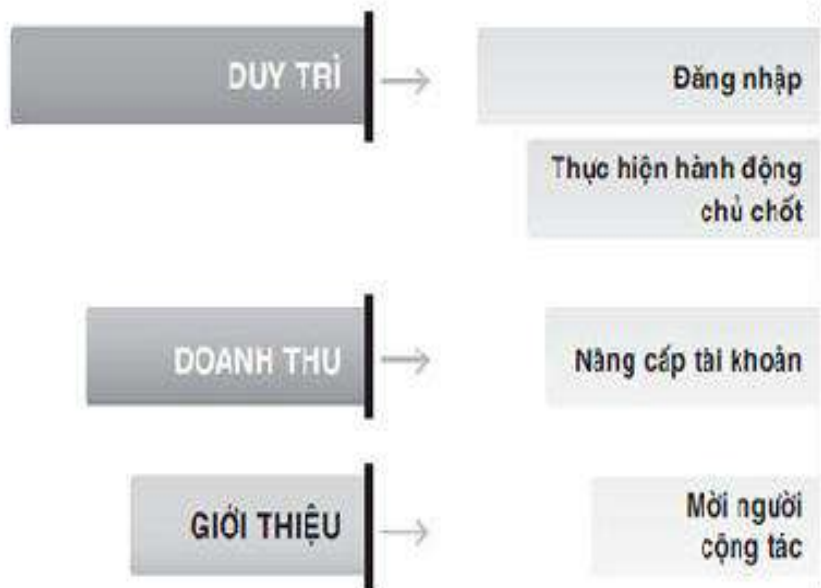 DUY TRÌ
Đăng nhập
Thực hiện hành động
chủ chốt
DOANH THU
Nâng cấp tài khoản
GIỚI THIỆU
Mời người
cộng tác